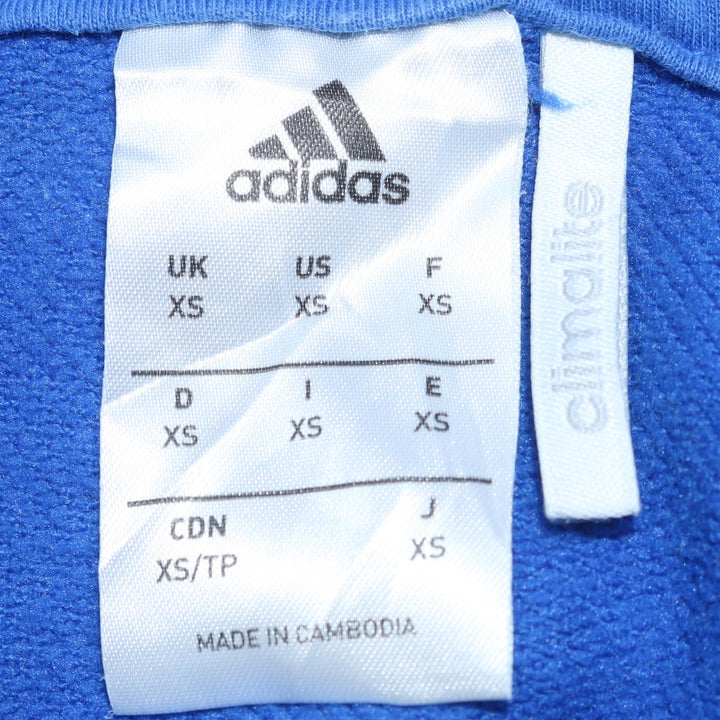 adidas
UK US F
XS XS XS
D I E
XS XS XS
CDN J
XS/TP XS
MADE IN CAMBODIA
climalite